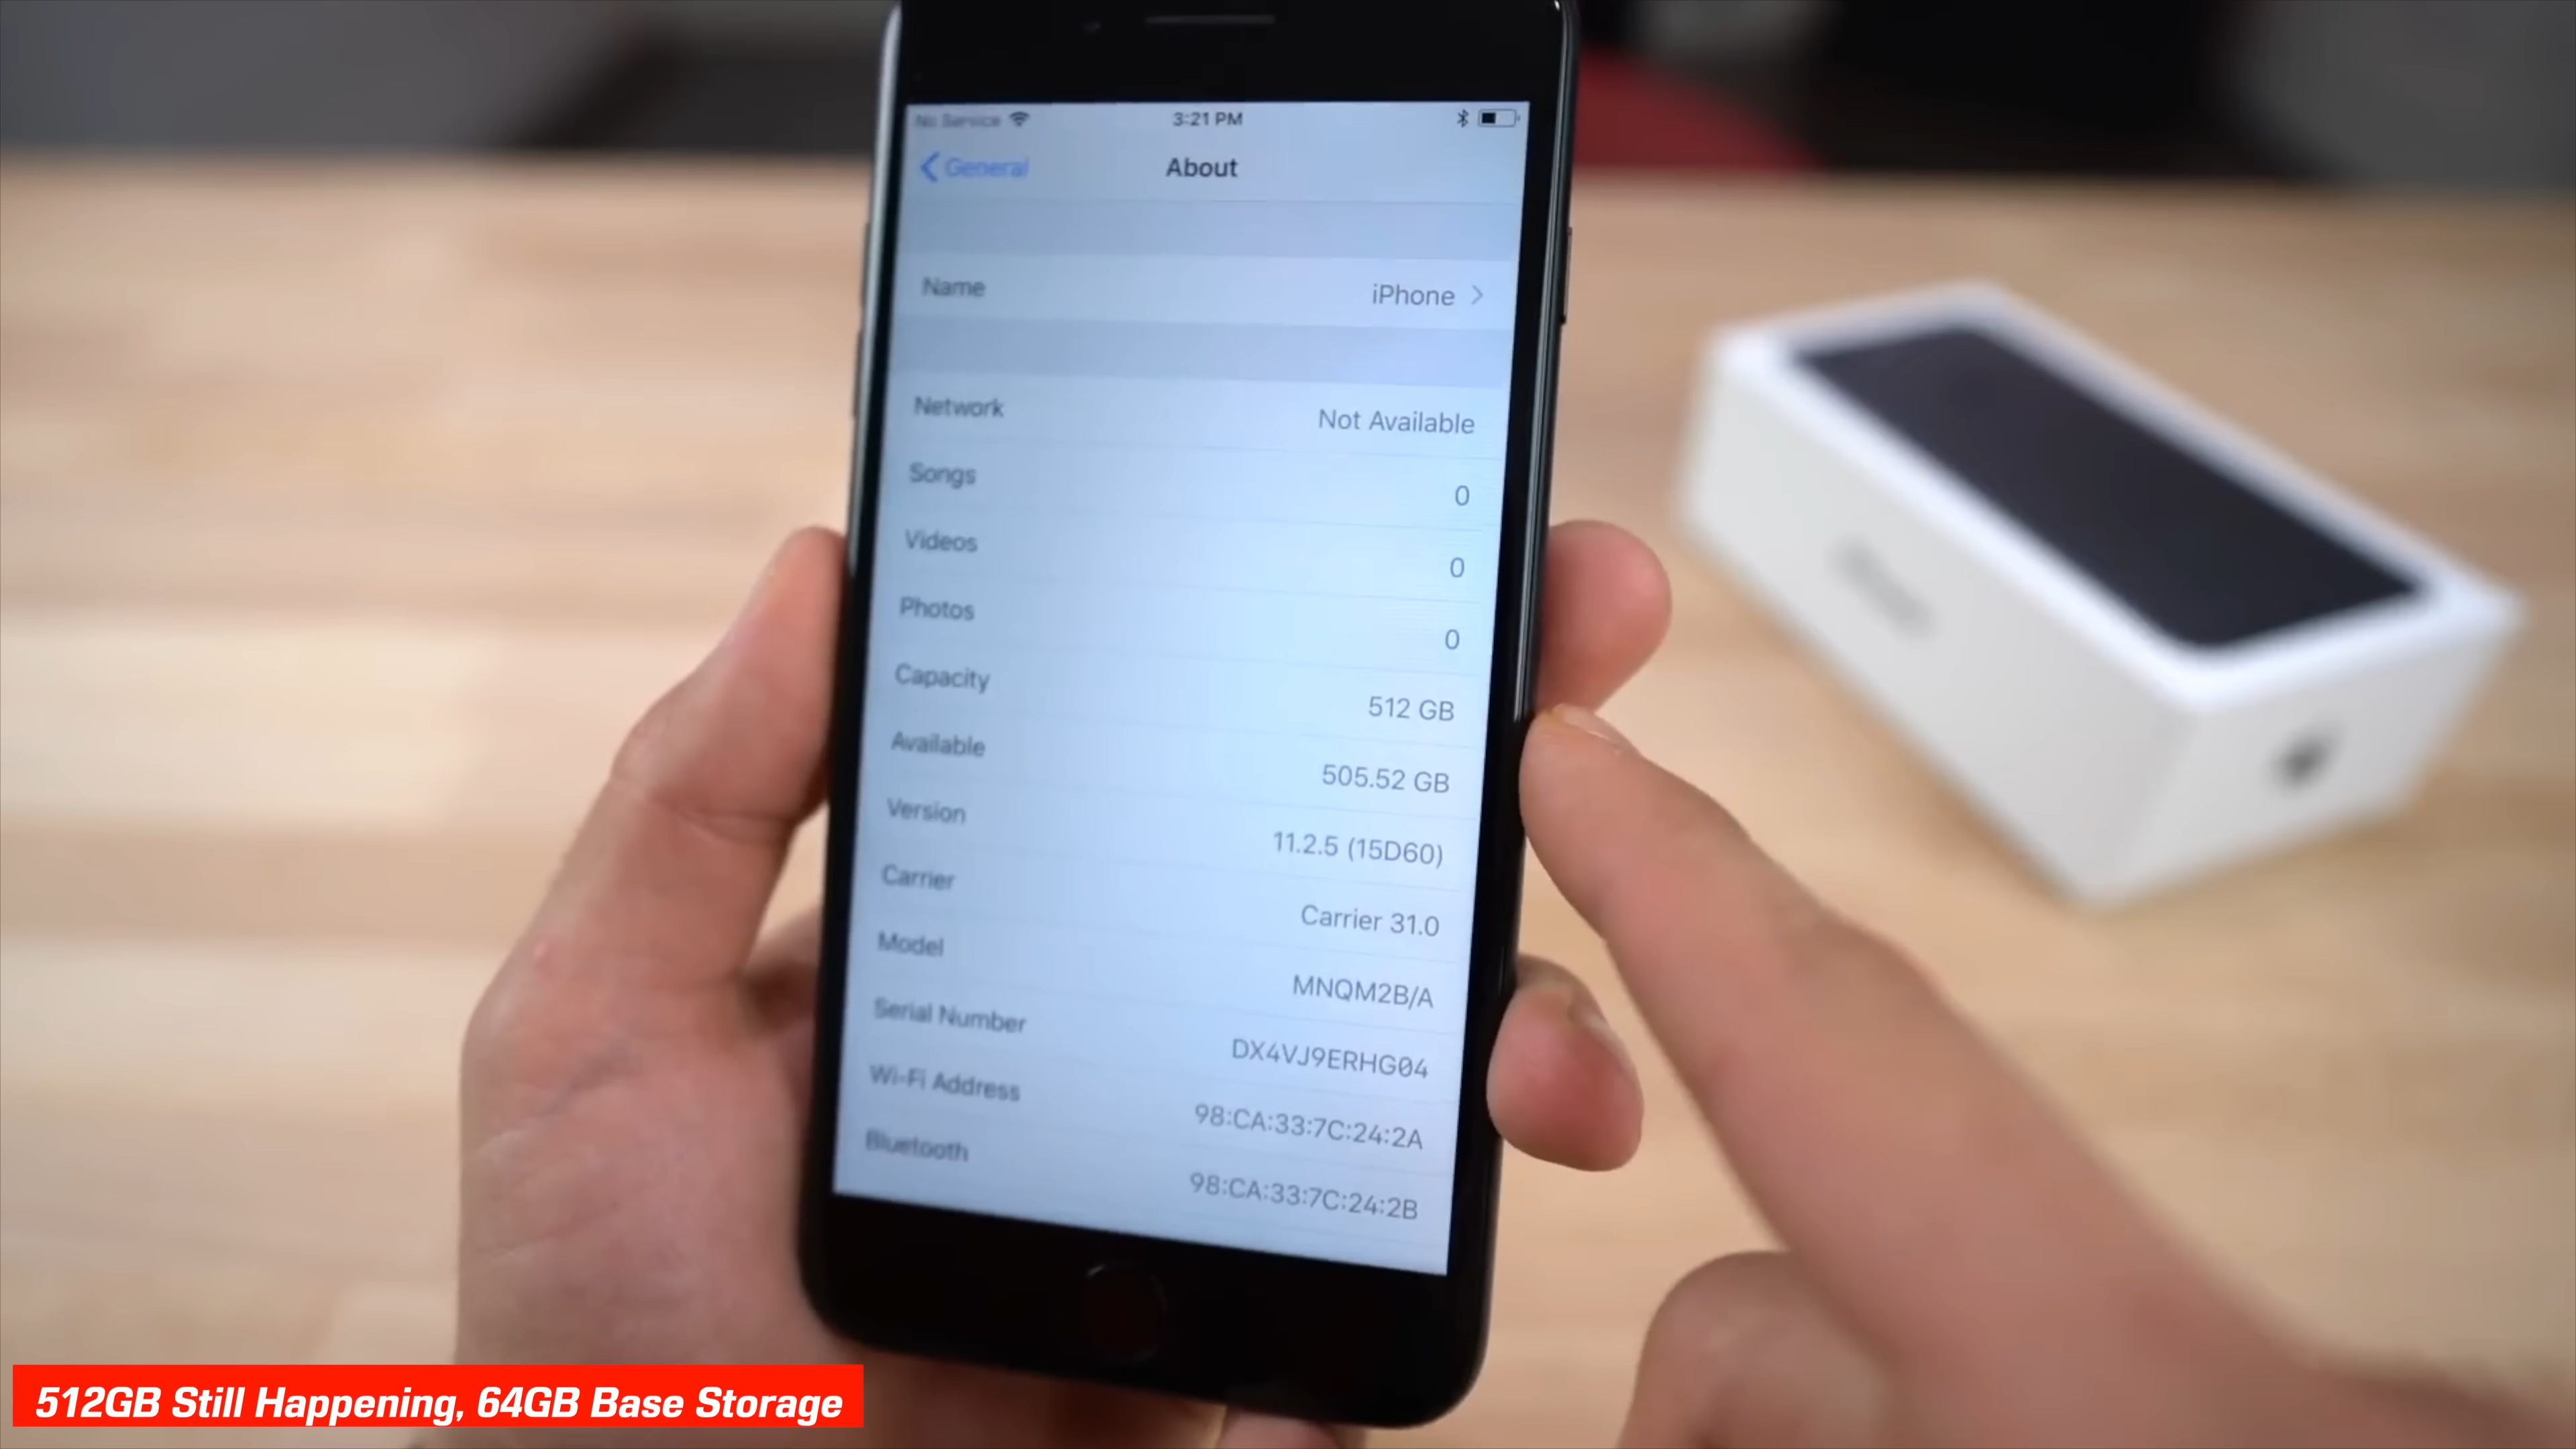 No Service 3:21 PM
General About
Name iPhone
Network Not Available
Songs 0
Videos 0
Photos 0
Capacity 512 GB
Available 505.52 GB
Version 11.2.5 (15D60)
Carrier Carrier 31.0
Model MNQM2B/A
Serial Number DX4VJ9ERHG04
Wi-Fi Address 98:CA:33:7C:24:2A
Bluetooth 98:CA:33:7C:24:2B
512GB Still Happening, 64GB Base Storage